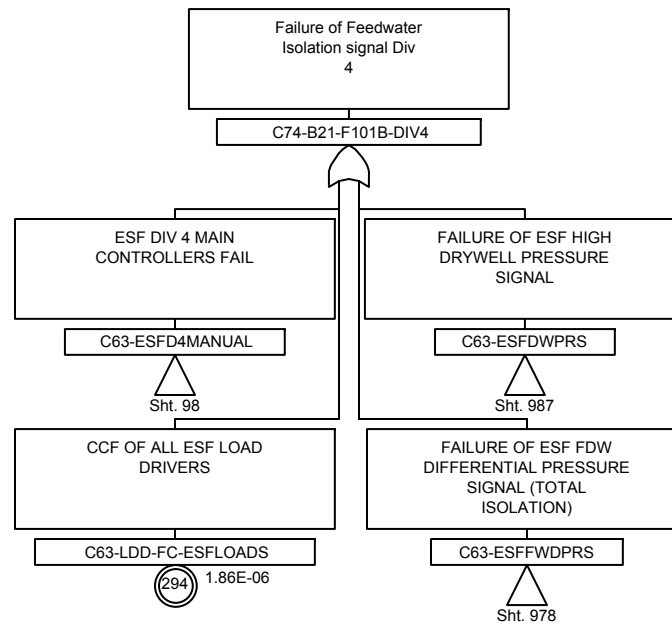 Failure of Feedwater
Isolation signal Div
4
C74-B21-F101B-DIV4
ESF DIV 4 MAIN
CONTROLLERS FAIL
C63-ESFD4MANUAL
Sht. 98
FAILURE OF ESF HIGH
DRYWELL PRESSURE
SIGNAL
C63-ESFDWPRS
Sht. 987
CCF OF ALL ESF LOAD
DRIVERS
C63-LDD-FC-ESFLOADS
294
1.86E-06
FAILURE OF ESF FDW
DIFFERENTIAL PRESSURE
SIGNAL (TOTAL
ISOLATION)
C63-ESFFWDPRS
Sht. 978